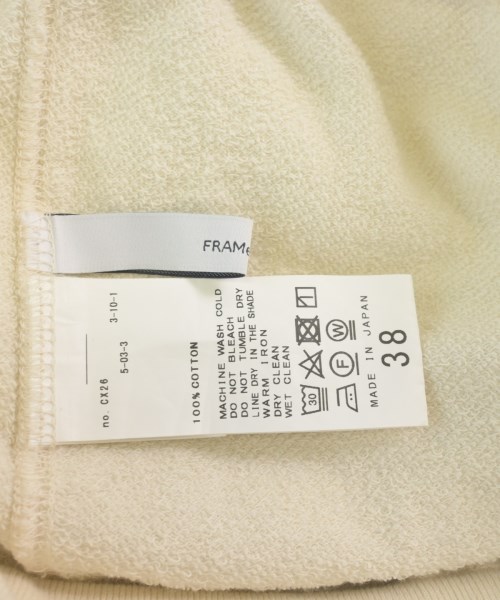 FRAMe
no. CX26
5-03-3
3-10-1
100% COTTON
MACHINE WASH COLD
DO NOT BLEACH
DO NOT TUMBLE DRY
LINE DRY IN THE SHADE
WARM IRON
DRY CLEAN
WET CLEAN
30
F
W
MADE IN JAPAN
38